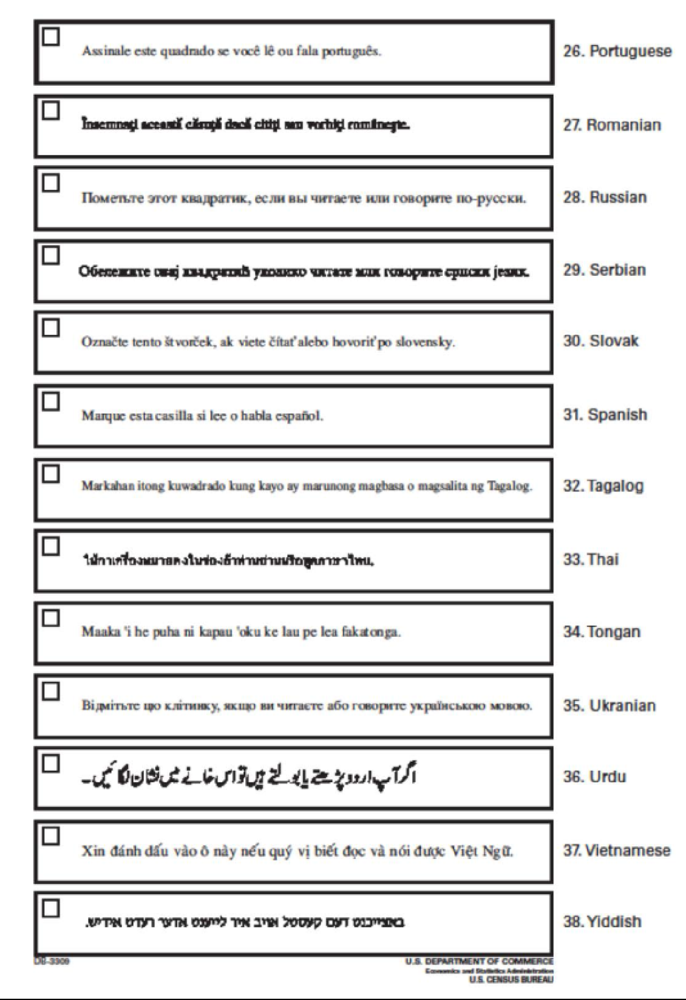 Assinale este quadrado se você lê ou fala português.
26. Portuguese
Însemnaţi această căsuţă dacă citiţi sau vorbiţi româneşte.
27. Romanian
Пометьте этот квадратик, если вы читаете или говорите по-русски.
28. Russian
Обележите овај квадратић уколико читате или говорите српски језик.
29. Serbian
Označte tento štvorček, ak viete čítať alebo hovoriť po slovensky.
30. Slovak
Marque esta casilla si lee o habla español.
31. Spanish
Markahan itong kuwadrado kung kayo ay marunong magbasa o magsalita ng Tagalog.
32. Tagalog
ให้กาเครื่องหมายลงในช่องถ้าท่านอ่านหรือพูดภาษาไทย.
33. Thai
Maaka 'i he puha ni kapau 'oku ke lau pe lea fakatonga.
34. Tongan
Відмітьте цю клітинку, якщо ви читаєте або говорите українською мовою.
35. Ukranian
اگر آپ اردو پڑھتے یا بولتے ہیں تو اس خانے میں نشان لگائیں۔
36. Urdu
Xin đánh dấu vào ô này nếu quý vị biết đọc và nói được Việt Ngữ.
37. Vietnamese
באצייכנט דעם קעסטל אויב איר לייענט אדער רעדט אידיש.
38. Yiddish
DB-3309
U.S. DEPARTMENT OF COMMERCE
Economics and Statistics Administration
U.S. CENSUS BUREAU